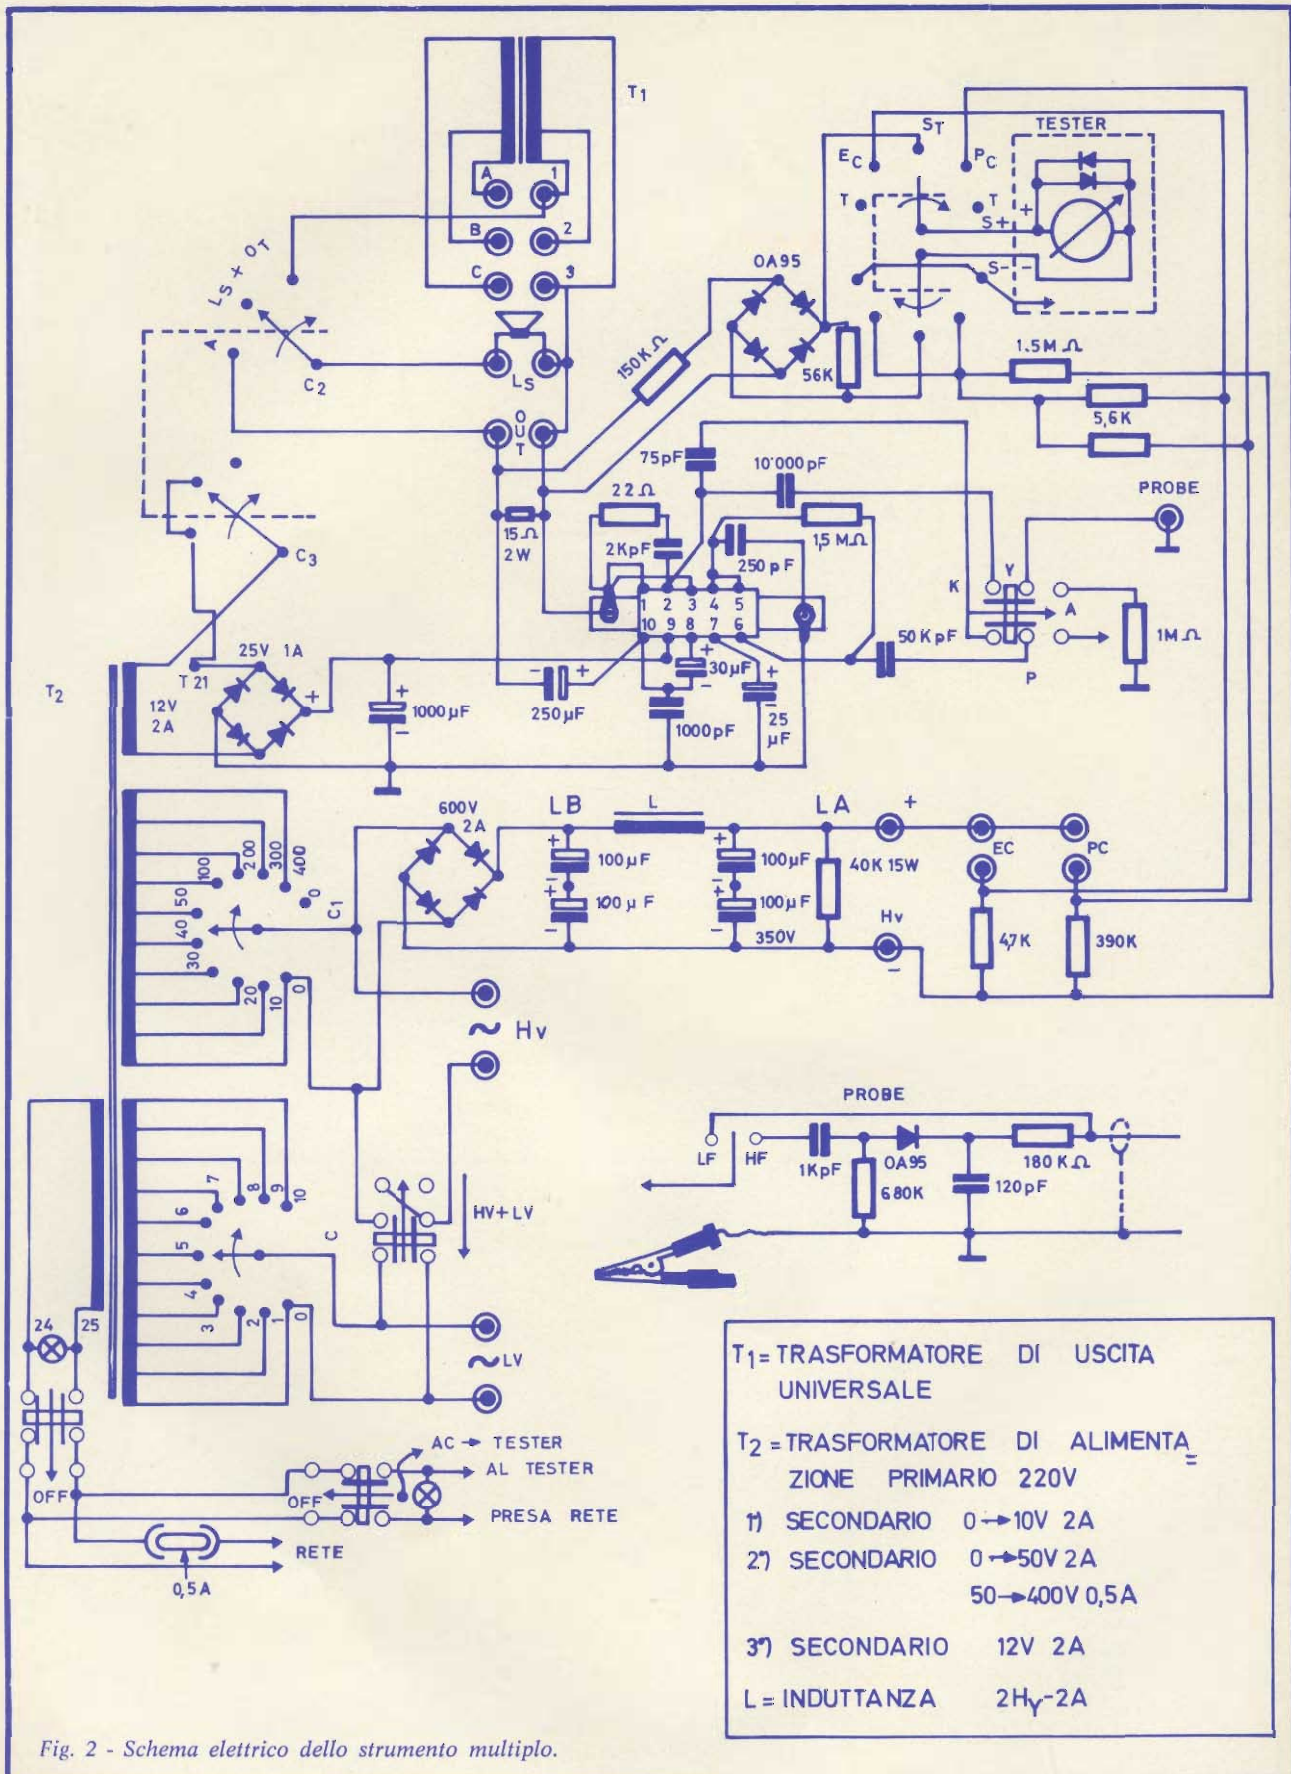 T1
A
1
B
2
C
3
LS
OUT
LS + OT
A
C2
C3
T2
12V
2A
T 21
25V 1A
+
+
1000 µF
-
ST
EC
PC
T
T
S+
+
S-
-
TESTER
OA95
150KΩ
56K
1.5MΩ
5,6K
PROBE
75pF
10'000pF
22Ω
2KpF
250pF
1,5MΩ
15Ω
2W
1 2 3 4 5
10 9 8 7 6
K
Y
A
P
1MΩ
50KpF
- +
250µF
+
30µF
-
1000pF
+
-
25
µF
400
300
200
100
50
40
30
20
10
0
0
C1
600V
2A
LB
L
LA
+
+
100µF
-
+
100µF
-
+
100µF
-
+
100µF
-
350V
40K 15W
Hv
-
EC
PC
4,7K
390K
~ Hv
10
9
8
7
6
5
4
3
2
1
0
C
HV+LV
~LV
24
25
OFF
0,5A
RETE
OFF
AC → TESTER
AL TESTER
PRESA RETE
PROBE
LF
HF
1KpF
680K
OA95
120pF
180KΩ
T1 = TRASFORMATORE DI USCITA
UNIVERSALE
T2 = TRASFORMATORE DI ALIMENTA=
ZIONE PRIMARIO 220V
1°) SECONDARIO 0→10V 2A
2°) SECONDARIO 0→50V 2A
50→400V 0,5A
3°) SECONDARIO 12V 2A
L = INDUTTANZA 2Hy-2A
Fig. 2 - Schema elettrico dello strumento multiplo.